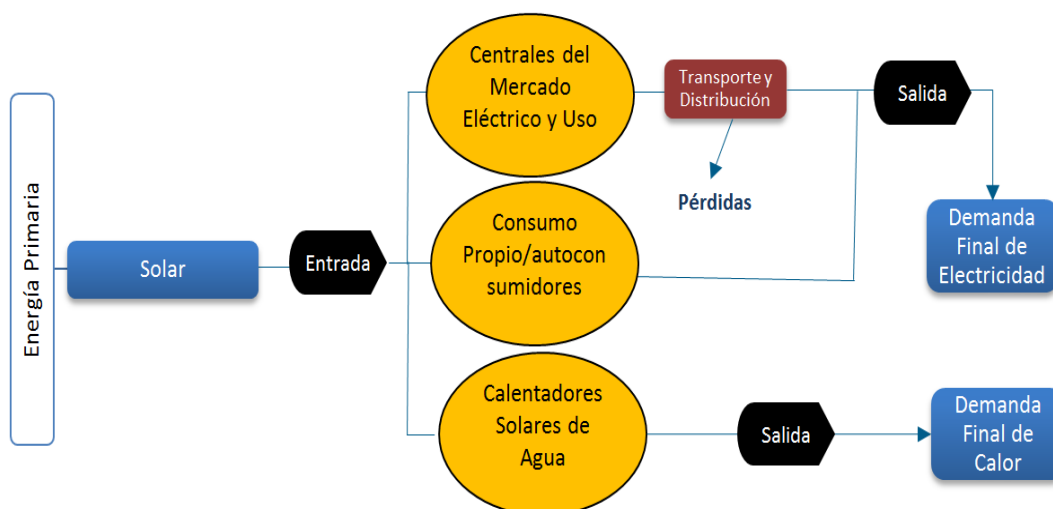 Energía Primaria
Solar
Entrada
Centrales del
Mercado
Eléctrico y Uso
Transporte y
Distribución
Pérdidas
Salida
Demanda
Final de
Electricidad
Consumo
Propio/autocon
sumidores
Calentadores
Solares de
Agua
Salida
Demanda
Final de
Calor